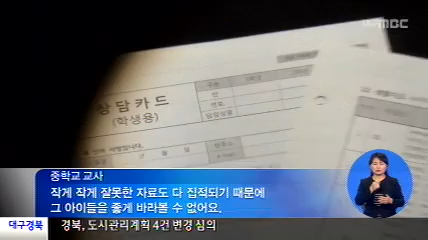 MBC
상담카드
(학생용)
중학교 교사
작게 작게 잘못한 자료도 다 집적되기 때문에
그 아이들을 좋게 바라볼 수 없어요.
대구경북
경북, 도시관리계획 4건 변경 심의